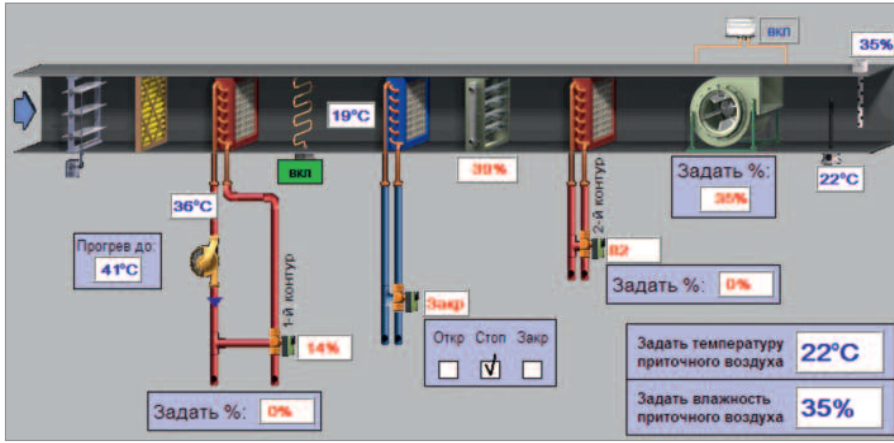 вкл
35%
19°C
вкл
39%
Задать %:
35%
22°C
36°C
Прогрев до:
41°C
1-й контур
14%
Задать %: 0%
Закр
Откр Стоп Закр
2-й контур
82
Задать %: 0%
Задать температуру
приточного воздуха
22°C
Задать влажность
приточного воздуха
35%